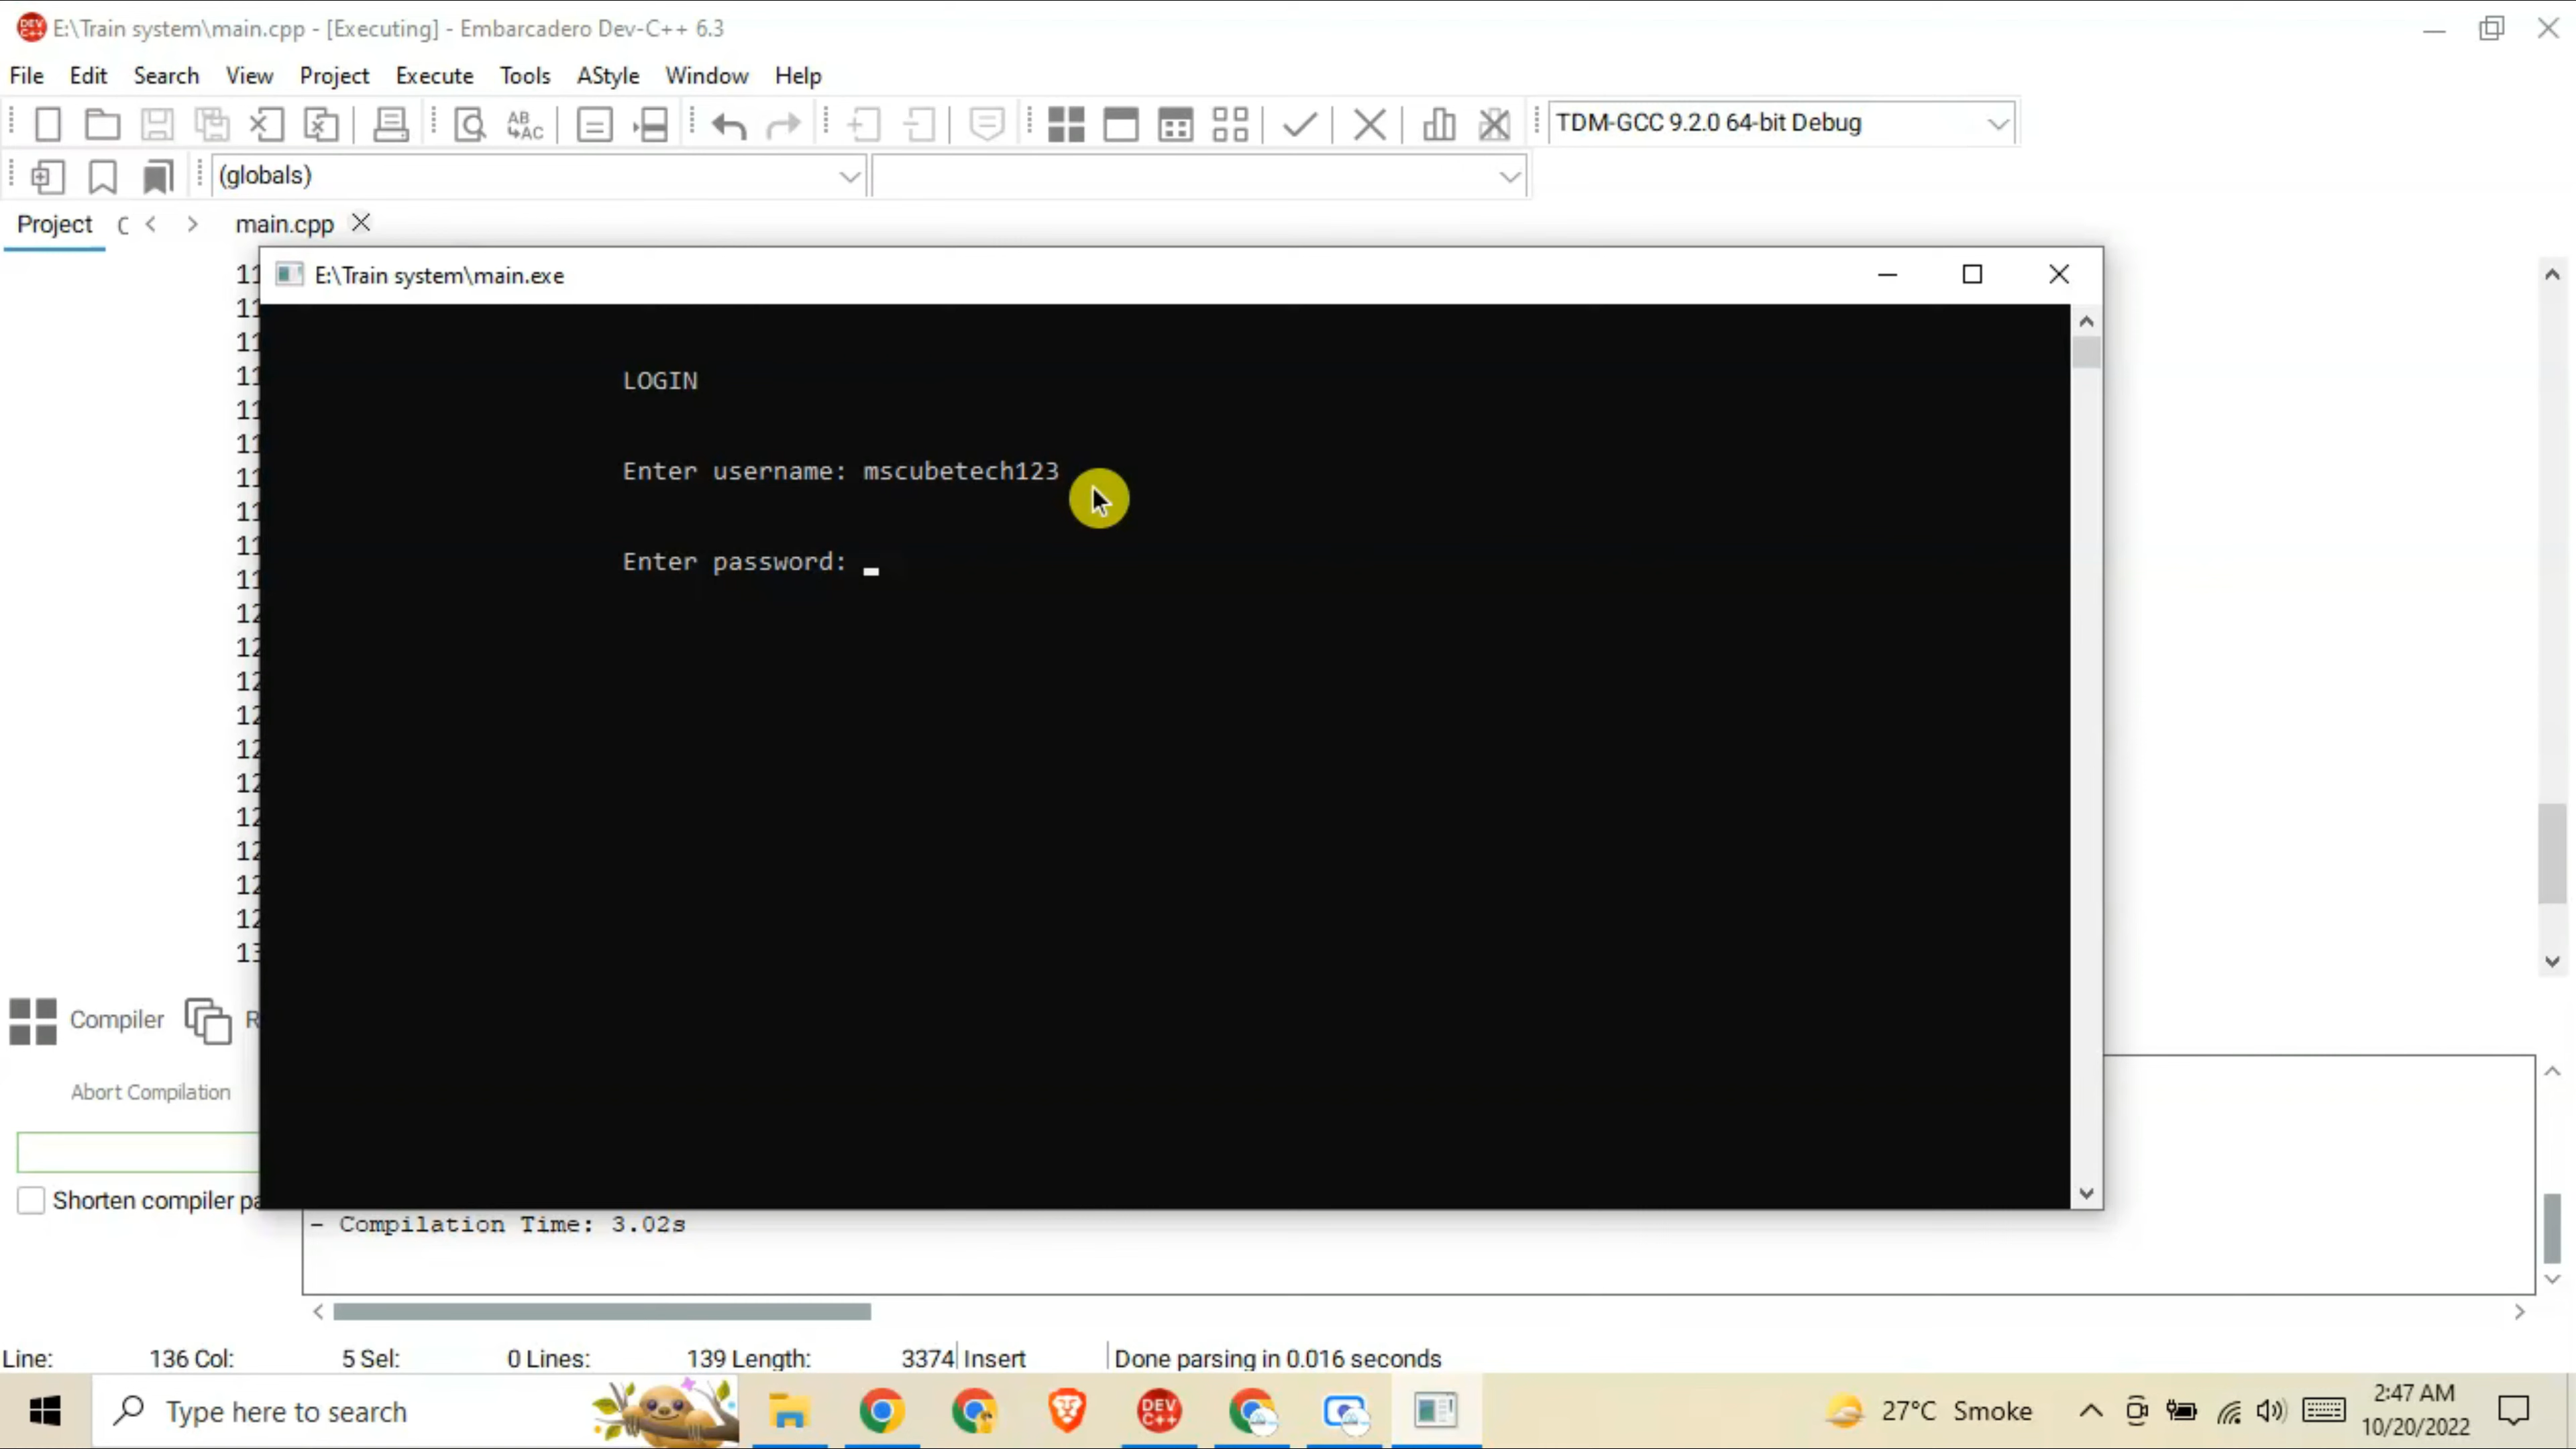 E:\Train system\main.cpp - [Executing] - Embarcadero Dev-C++ 6.3
File Edit Search View Project Execute Tools AStyle Window Help
TDM-GCC 9.2.0 64-bit Debug
(globals)
Project
main.cpp
E:\Train system\main.exe
LOGIN
Enter username: mscubetech123
Enter password:
Compiler
Abort Compilation
Shorten compiler
- Compilation Time: 3.02s
Line: 136 Col: 5 Sel: 0 Lines: 139 Length: 3374 Insert Done parsing in 0.016 seconds
Type here to search
DEV C++
27°C Smoke
2:47 AM
10/20/2022